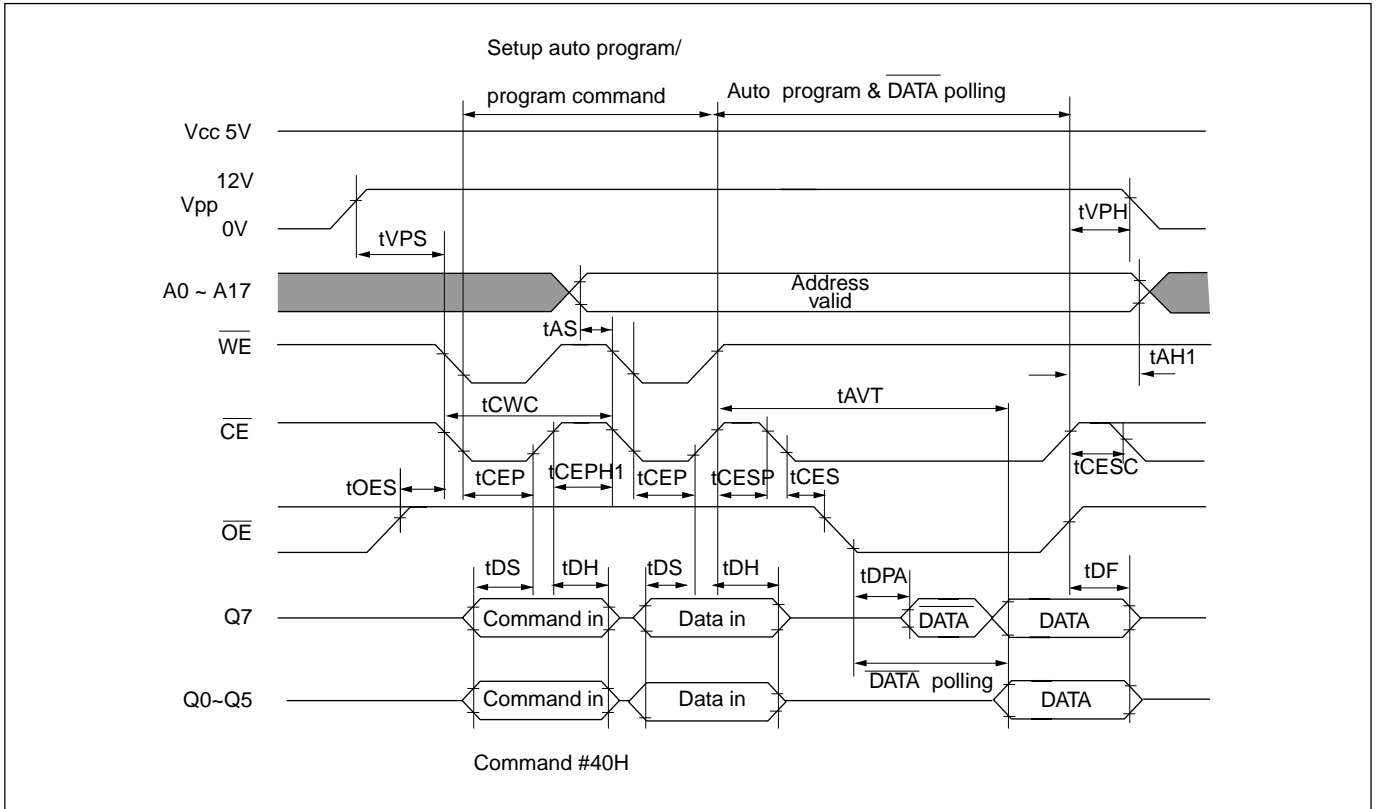 Setup auto program/
program command
Auto program & DATA polling
Vcc 5V
12V
Vpp
0V
tVPS
tVPH
A0 ~ A17
Address
valid
tAS
WE
tAH1
tCWC
tAVT
CE
tCEP
tCEPH1
tCEP
tCESP
tCES
tCESC
tOES
OE
tDS
tDH
tDS
tDH
tDPA
tDF
Q7
Command in
Data in
DATA
DATA
DATA polling
Q0~Q5
Command in
Data in
DATA
Command #40H